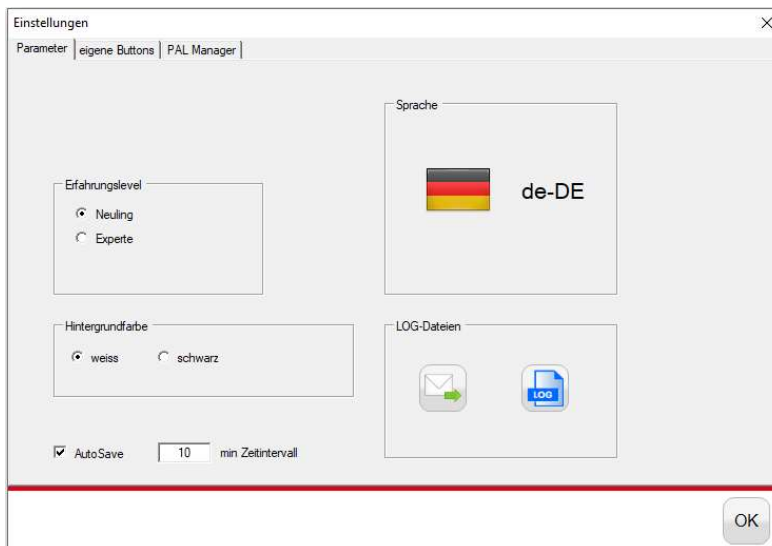 Einstellungen
Parameter eigene Buttons PAL Manager
Sprache
de-DE
Erfahrungslevel
Neuling
Experte
Hintergrundfarbe
weiss schwarz
LOG-Dateien
LOG
AutoSave 10 min Zeitintervall
OK